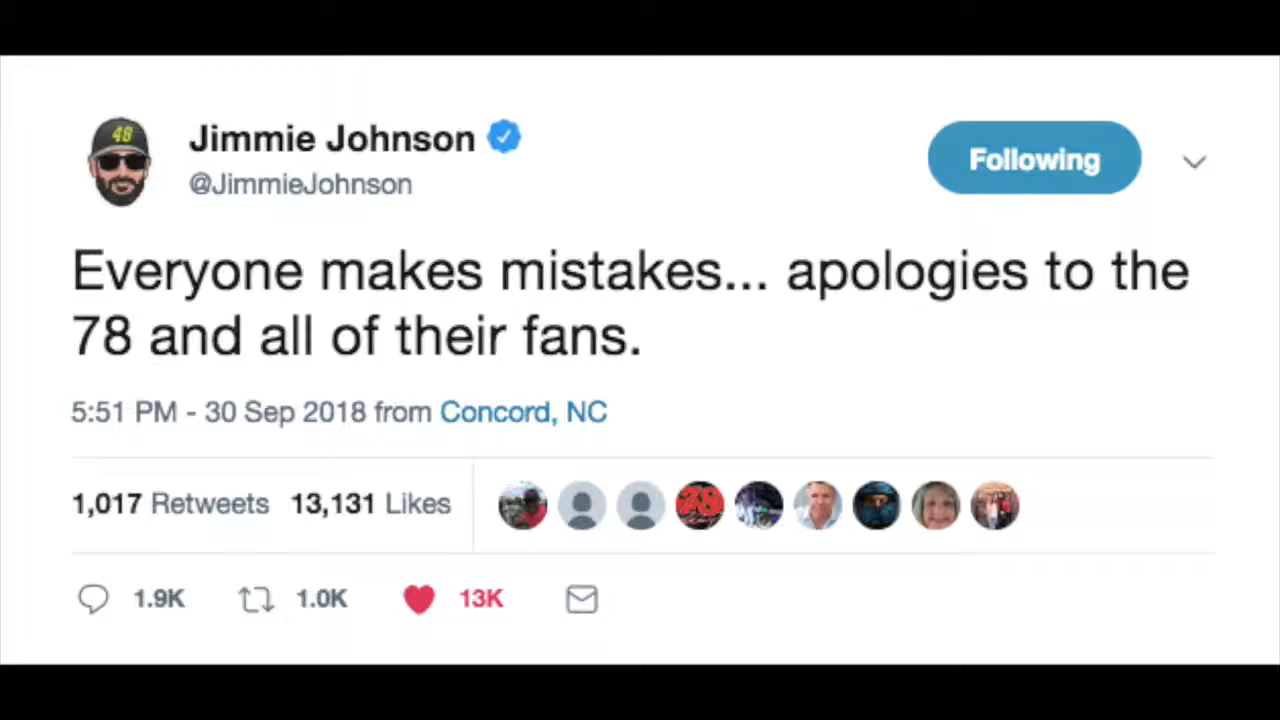 48
Jimmie Johnson
@JimmieJohnson
Following
Everyone makes mistakes... apologies to the
78 and all of their fans.
5:51 PM - 30 Sep 2018 from Concord, NC
1,017 Retweets 13,131 Likes
1.9K 1.0K 13K